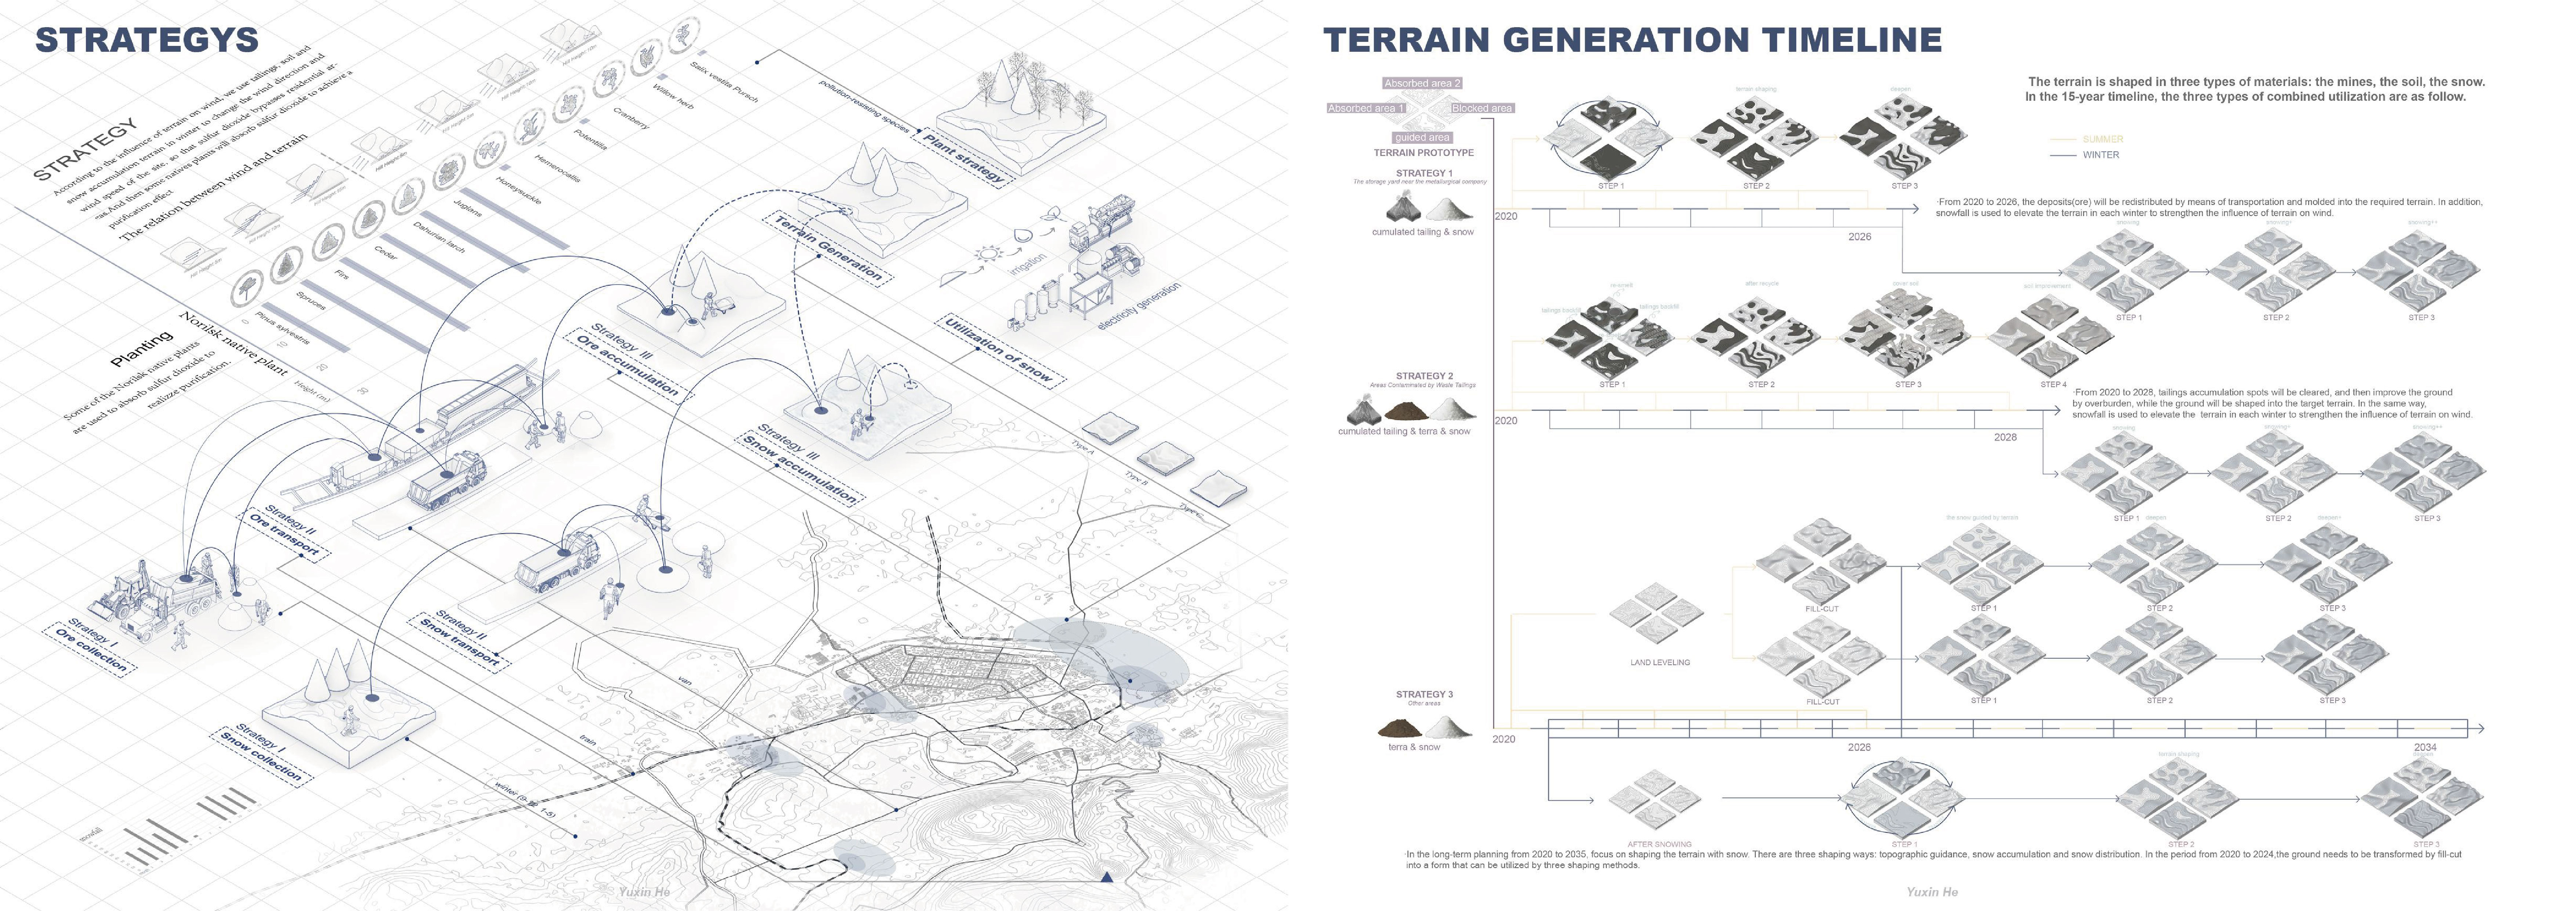 STRATEGYS
STRATEGY
According to the influence of terrain on wind, we use tailings, soil and
snow accumulation terrain in winter to change the wind direction and
wind speed of the site, so that sulfur dioxide bypasses residential ar-
eas.And then some natives plants will absorb sulfur dioxide to achieve a
purification effect
"The relation between wind and terrain
Planting
Some of the Norilsk native plants
are used to absorb sulfur dioxide to
realizze purification.
Norilsk native plant
Height (m)
0
10
20
30
Pinus sylvestris
Spruces
Firs
Cedar
Dahurian larch
Juglans
Honeysuckle
Hemerocallis
Potentilla
Cranberry
Willow herb
Salix vestita Pursch
pollution-resisting species
Plant strategy
Terrain Generation
irrigation
electricity generation
Utilization of snow
Strategy III
Ore accumulation
Strategy III
Snow accumulation
Type A
Type B
Type C
Strategy II
Ore transport
Strategy II
Snow transport
Strategy I
Ore collection
Strategy I
Snow collection
van
train
snowfall
Yuxin He
TERRAIN GENERATION TIMELINE
The terrain is shaped in three types of materials: the mines, the soil, the snow.
In the 15-year timeline, the three types of combined utilization are as follow.
SUMMER
WINTER
Absorbed area 2
Absorbed area 1
Blocked area
guided area
TERRAIN PROTOTYPE
STRATEGY 1
The storage yard near the metallurgical company
cumulated tailing & snow
terrain shaping
deepen
STEP 1
STEP 2
STEP 3
2020
2026
·From 2020 to 2026, the deposits(ore) will be redistributed by means of transportation and molded into the required terrain. In addition,
snowfall is used to elevate the terrain in each winter to strengthen the influence of terrain on wind.
snowing
snowing+
snowing++
STEP 1
STEP 2
STEP 3
STRATEGY 2
Areas Contaminated by Waste Tailings
cumulated tailing & terra & snow
tailings backfill
tailings backfill
after recycle
cover soil
soil improvement
STEP 1
STEP 2
STEP 3
STEP 4
2020
2028
·From 2020 to 2028, tailings accumulation spots will be cleared, and then improve the ground
by overburden, while the ground will be shaped into the target terrain. In the same way,
snowfall is used to elevate the terrain in each winter to strengthen the influence of terrain on wind.
snowing
snowing+
snowing++
STEP 1
STEP 2
STEP 3
the snow guided by terrain
deepen
deepen+
FILL-CUT
STEP 1
STEP 2
STEP 3
LAND LEVELING
FILL-CUT
STEP 1
STEP 2
STEP 3
STRATEGY 3
Other areas
terra & snow
2020
2026
2034
terrain shaping
deepen
AFTER SNOWING
STEP 1
STEP 2
STEP 3
·In the long-term planning from 2020 to 2035, focus on shaping the terrain with snow. There are three shaping ways: topographic guidance, snow accumulation and snow distribution. In the period from 2020 to 2024,the ground needs to be transformed by fill-cut
into a form that can be utilized by three shaping methods.
Yuxin He